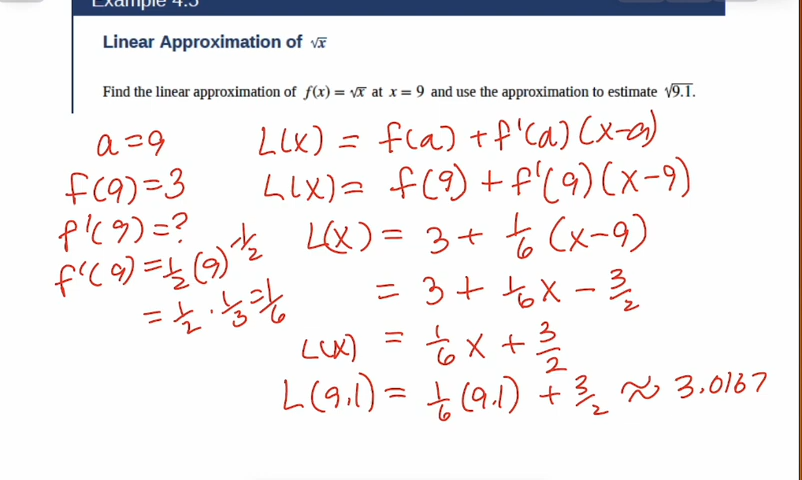 Example 4.5
Linear Approximation of √x
Find the linear approximation of f(x) = √x at x = 9 and use the approximation to estimate √9.1.
a=9
L(x) = f(a) + f'(a) (x-a)
f(9)=3
L(x) = f(9) + f'(9) (x-9)
f'(9)=?
L(x) = 3 + 1/6 (x-9)
f'(9) = 1/2 (9)^-1/2
= 3 + 1/6 x - 3/2
= 1/2 · 1/3 = 1/6
L(x) = 1/6 x + 3/2
L(9.1) = 1/6 (9.1) + 3/2 ≈ 3.0167